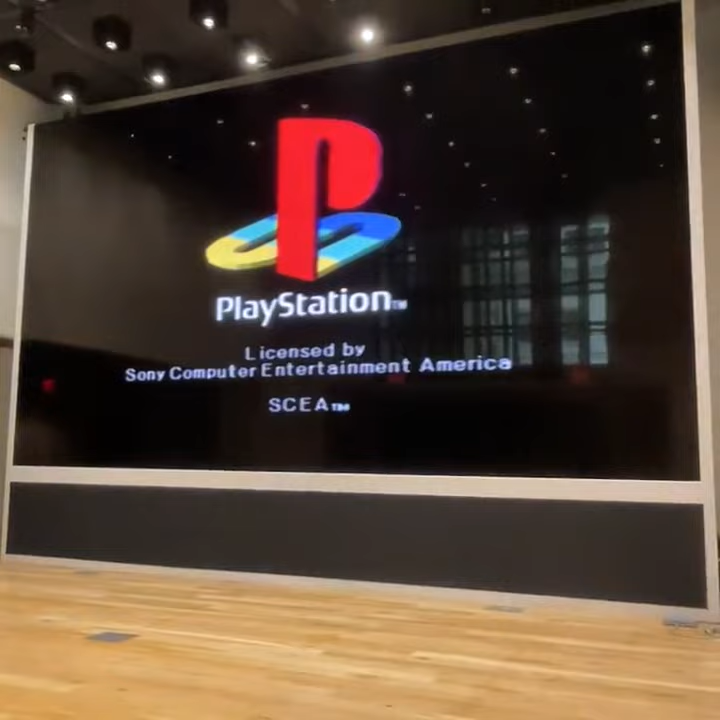 PlayStation™
Licensed by
Sony Computer Entertainment America
SCEA™